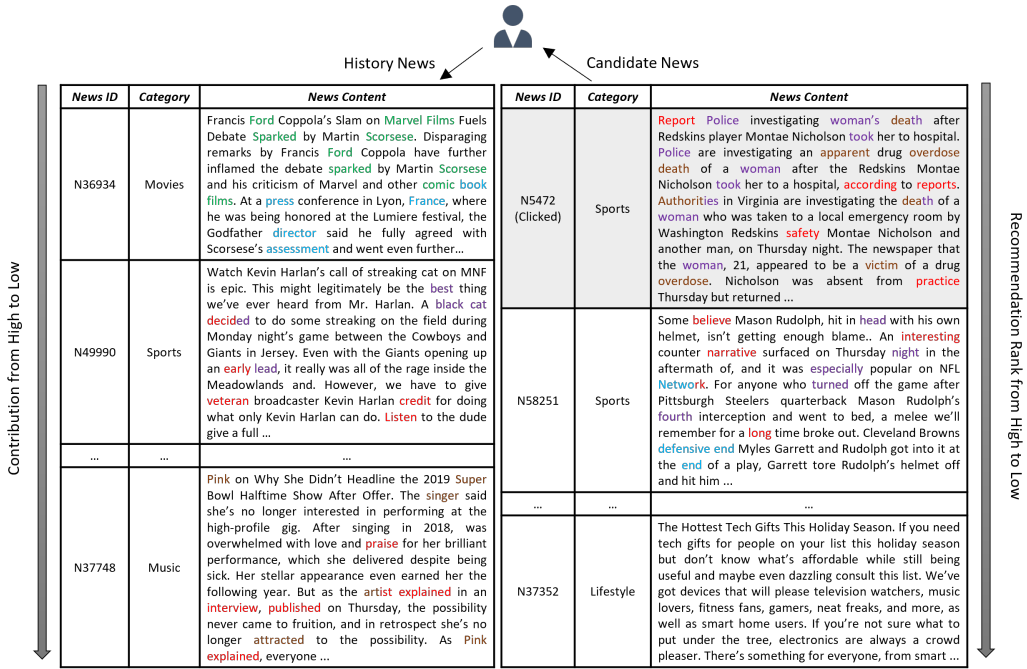 History News
Candidate News
Contribution from High to Low
News ID
Category
News Content
N36934
Movies
Francis Ford Coppola's Slam on Marvel Films Fuels
Debate Sparked by Martin Scorsese. Disparaging
remarks by Francis Ford Coppola have further
inflamed the debate sparked by Martin Scorsese
and his criticism of Marvel and other comic book
films. At a press conference in Lyon, France, where
he was being honored at the Lumiere festival, the
Godfather director said he fully agreed with
Scorsese's assessment and went even further...
N49990
Sports
Watch Kevin Harlan's call of streaking cat on MNF
is epic. This might legitimately be the best thing
we've ever heard from Mr. Harlan. A black cat
decided to do some streaking on the field during
Monday night's game between the Cowboys and
Giants in Jersey. Even with the Giants opening up
an early lead, it really was all of the rage inside the
Meadowlands and. However, we have to give
veteran broadcaster Kevin Harlan credit for doing
what only Kevin Harlan can do. Listen to the dude
give a full ...
...
...
...
N37748
Music
Pink on Why She Didn't Headline the 2019 Super
Bowl Halftime Show After Offer. The singer said
she's no longer interested in performing at the
high-profile gig. After singing in 2018, was
overwhelmed with love and praise for her brilliant
performance, which she delivered despite being
sick. Her stellar appearance even earned her the
following year. But as the artist explained in an
interview, published on Thursday, the possibility
never came to fruition, and in retrospect she's no
longer attracted to the possibility. As Pink
explained, everyone ...
News ID
Category
News Content
N5472
(Clicked)
Sports
Report Police investigating woman's death after
Redskins player Montae Nicholson took her to hospital.
Police are investigating an apparent drug overdose
death of a woman after the Redskins Montae
Nicholson took her to a hospital, according to reports.
Authorities in Virginia are investigating the death of a
woman who was taken to a local emergency room by
Washington Redskins safety Montae Nicholson and
another man, on Thursday night. The newspaper that
the woman, 21, appeared to be a victim of a drug
overdose. Nicholson was absent from practice
Thursday but returned ...
N58251
Sports
Some believe Mason Rudolph, hit in head with his own
helmet, isn't getting enough blame.. An interesting
counter narrative surfaced on Thursday night in the
aftermath of, and it was especially popular on NFL
Network. For anyone who turned off the game after
Pittsburgh Steelers quarterback Mason Rudolph's
fourth interception and went to bed, a melee we'll
remember for a long time broke out. Cleveland Browns
defensive end Myles Garrett and Rudolph got into it at
the end of a play, Garrett tore Rudolph's helmet off
and hit him ...
...
...
...
N37352
Lifestyle
The Hottest Tech Gifts This Holiday Season. If you need
tech gifts for people on your list this holiday season
but don't know what's affordable while still being
useful and maybe even dazzling consult this list. We've
got devices that will please television watchers, music
lovers, fitness fans, gamers, neat freaks, and more, as
well as smart home users. If you're not sure what to
put under the tree, electronics are always a crowd
pleaser. There's something for everyone, from smart ...
Recommendation Rank from High to Low